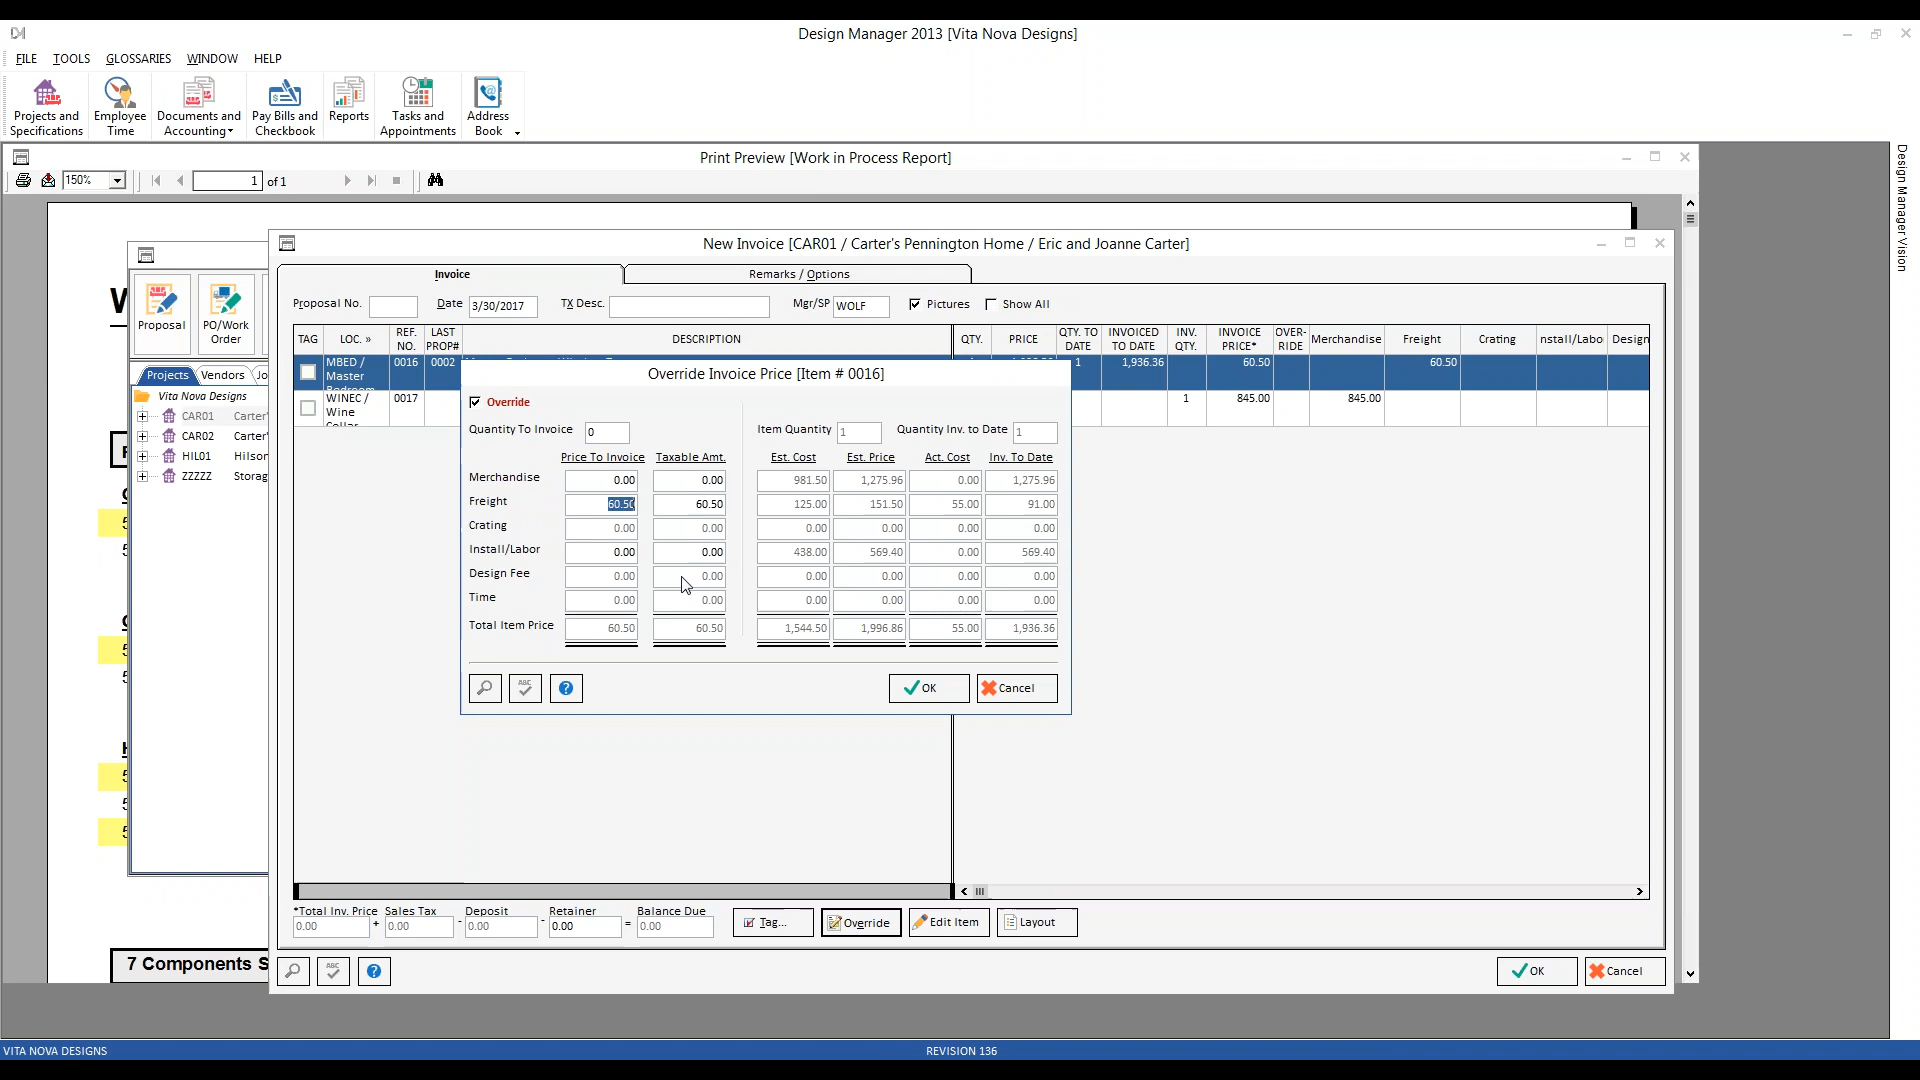 Design Manager 2013 [Vita Nova Designs]
FILE TOOLS GLOSSARIES WINDOW HELP
Projects and Specifications
Employee Time
Documents and Accounting
Pay Bills and Checkbook
Reports
Tasks and Appointments
Address Book
Design Manager Vision
Print Preview [Work in Process Report]
150% 1 of 1
New Invoice [CAR01 / Carter's Pennington Home / Eric and Joanne Carter]
Proposal
PO/Work Order
Projects Vendors Jo
Vita Nova Designs
CAR01 Carter'
CAR02 Carter'
HIL01 Hilson
ZZZZZ Storag
Invoice Remarks / Options
Proposal No. Date 3/30/2017 TX Desc. Mgr/SP WOLF Pictures Show All
TAG LOC. » REF. NO. LAST PROP# DESCRIPTION QTY. PRICE QTY. TO DATE INVOICED TO DATE INV. QTY. INVOICE PRICE* OVER-RIDE Merchandise Freight Crating nstall/Labo Design
MBED / Master Bedroom 0016 0002 1 1,936.36 60.50 60.50
WINEC / Wine Cellar 0017 1 845.00 845.00
Override Invoice Price [Item # 0016]
Override
Quantity To Invoice 0 Item Quantity 1 Quantity Inv. to Date 1
Price To Invoice Taxable Amt. Est. Cost Est. Price Act. Cost Inv. To Date
Merchandise 0.00 0.00 981.50 1,275.96 0.00 1,275.96
Freight 60.50 60.50 125.00 151.50 55.00 91.00
Crating 0.00 0.00 0.00 0.00 0.00 0.00
Install/Labor 0.00 0.00 438.00 569.40 0.00 569.40
Design Fee 0.00 0.00 0.00 0.00 0.00 0.00
Time 0.00 0.00 0.00 0.00 0.00 0.00
Total Item Price 60.50 60.50 1,544.50 1,996.86 55.00 1,936.36
ABC OK Cancel
*Total Inv. Price Sales Tax Deposit Retainer Balance Due
0.00 + 0.00 - 0.00 - 0.00 = 0.00 Tag... Override Edit Item Layout
7 Components S
ABC OK Cancel
VITA NOVA DESIGNS REVISION 136